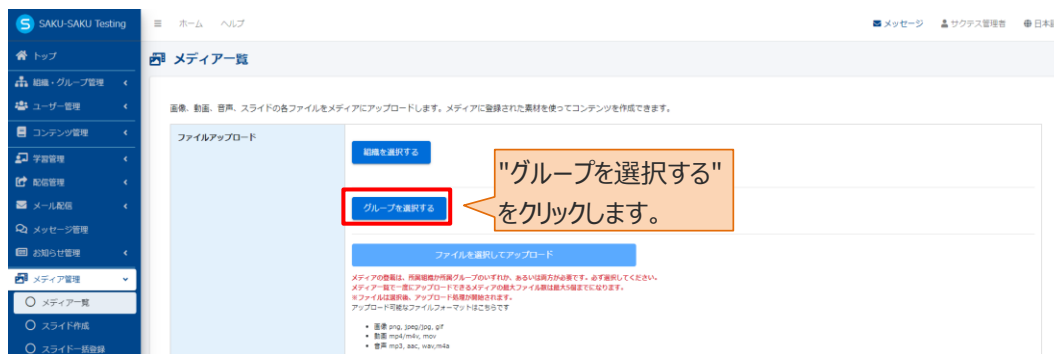 SAKU-SAKU Testing
ホーム ヘルプ
メッセージ サクテス管理者 日本語
トップ
メディア一覧
組織・グループ管理
ユーザー管理
コンテンツ管理
学習管理
配信管理
メール配信
メッセージ管理
お知らせ管理
メディア管理
メディア一覧
スライド作成
スライド一括登録
画像、動画、音声、スライドの各ファイルをメディアにアップロードします。メディアに登録された素材を使ってコンテンツを作成できます。
ファイルアップロード
組織を選択する
グループを選択する
"グループを選択する"
をクリックします。
ファイルを選択してアップロード
メディアの登録は、所属組織か所属グループのいずれか、あるいは両方が必要です。必ず選択してください。
メディア一覧で一度にアップロードできるメディアの最大ファイル数は最大5個までになります。
※ファイルは選択後、アップロード処理が開始されます。
アップロード可能なファイルフォーマットはこちらです
画像 png, jpeg/jpg, gif
動画 mp4/m4v, mov
音声 mp3, aac, wav,m4a